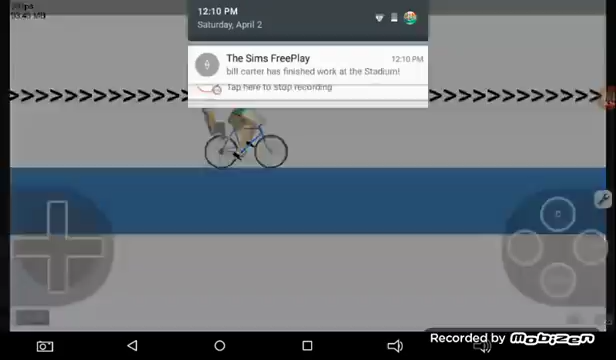 12:10 PM
Saturday, April 2
The Sims FreePlay
12:10 PM
bill carter has finished work at the Stadium!
Tap here to stop recording
>>>>>>>>>>>>>>>>>>>>>>>>>>>>>>>>
Recorded by MOBIZEN